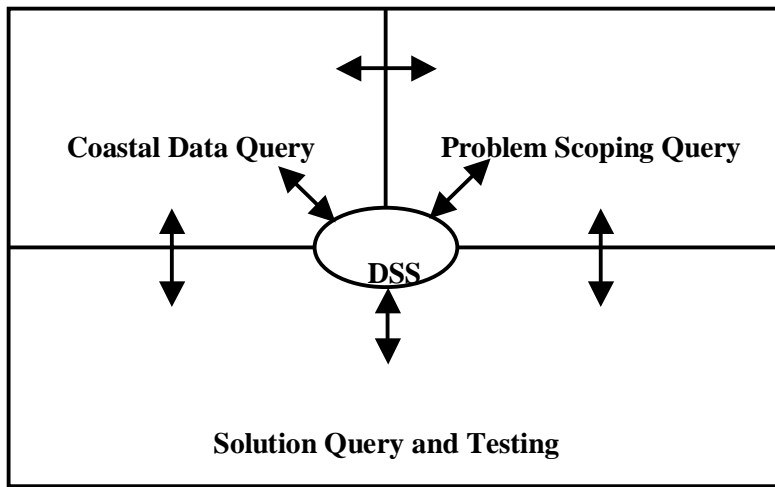 Coastal Data Query
Problem Scoping Query
DSS
Solution Query and Testing